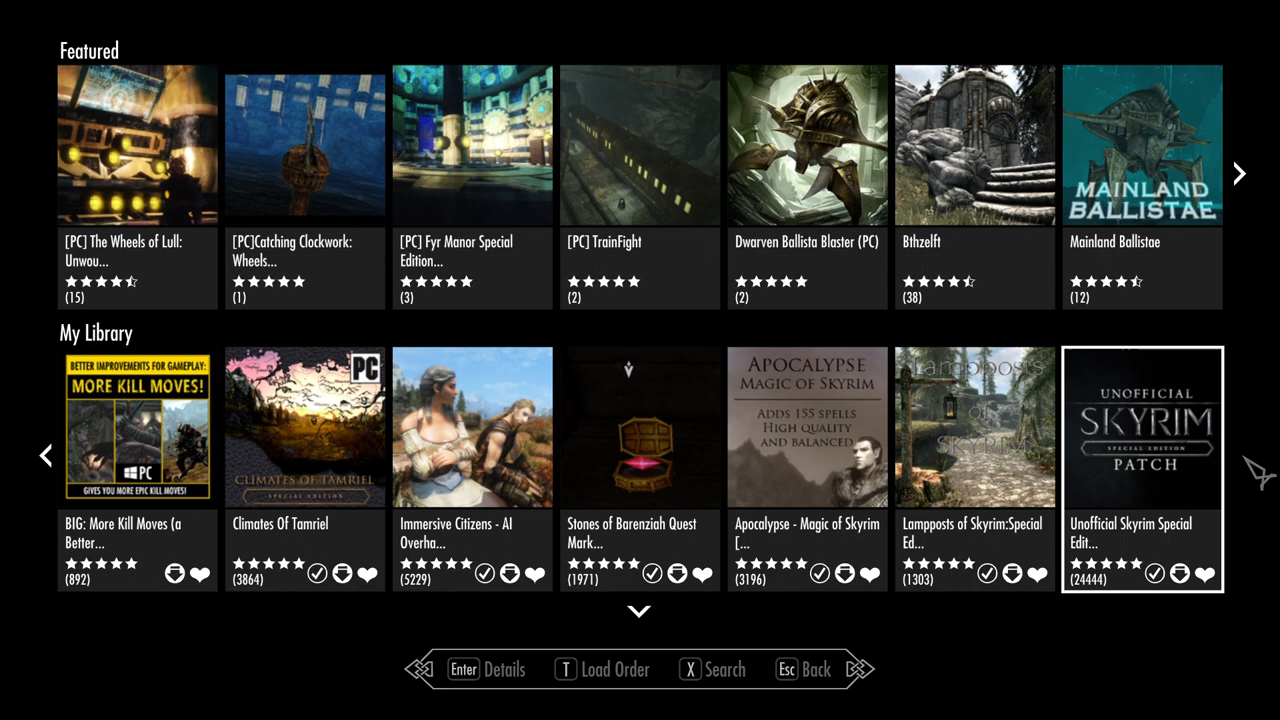 Featured
[PC] The Wheels of Lull:
Unwou...
(15)
[PC]Catching Clockwork:
Wheels...
(1)
[PC] Fyr Manor Special
Edition...
(3)
[PC] TrainFight
(2)
Dwarven Ballista Blaster (PC)
(2)
Bthzelft
(38)
MAINLAND
BALLISTAE
Mainland Ballistae
(12)
My Library
BETTER IMPROVEMENTS FOR GAMEPLAY:
MORE KILL MOVES!
PC
GIVES YOU MORE EPIC KILL MOVES!
BIG: More Kill Moves (a
Better...
(892)
PC
CLIMATES OF TAMRIEL
SPECIAL EDITION
Climates Of Tamriel
(3864)
Immersive Citizens - AI
Overha...
(5229)
Stones of Barenziah Quest
Mark...
(1971)
APOCALYPSE
MAGIC OF SKYRIM
ADDS 155 SPELLS
HIGH QUALITY
AND BALANCED
Apocalypse - Magic of Skyrim
[...
(3196)
Lampposts
of
SKYRIM
Lampposts of Skyrim:Special
Ed...
(1303)
UNOFFICIAL
SKYRIM
SPECIAL EDITION
PATCH
Unofficial Skyrim Special
Edit...
(24444)
Enter Details
T Load Order
X Search
Esc Back